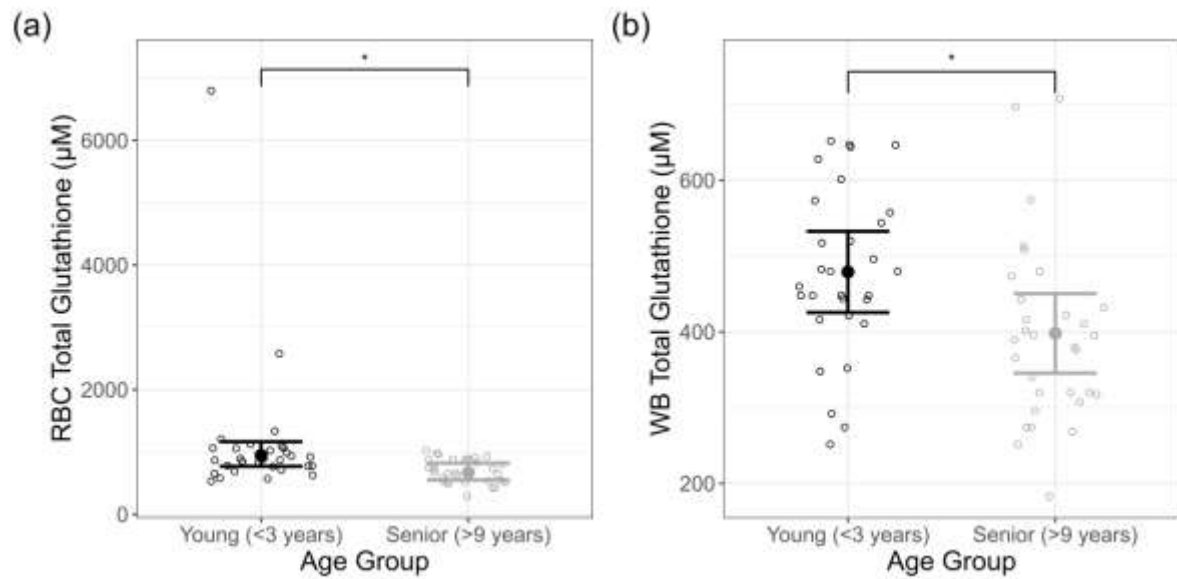 (a)
*
RBC Total Glutathione (µM)
6000
4000
2000
0
Young (<3 years) Senior (>9 years)
Age Group
(b)
*
WB Total Glutathione (µM)
600
400
200
Young (<3 years) Senior (>9 years)
Age Group